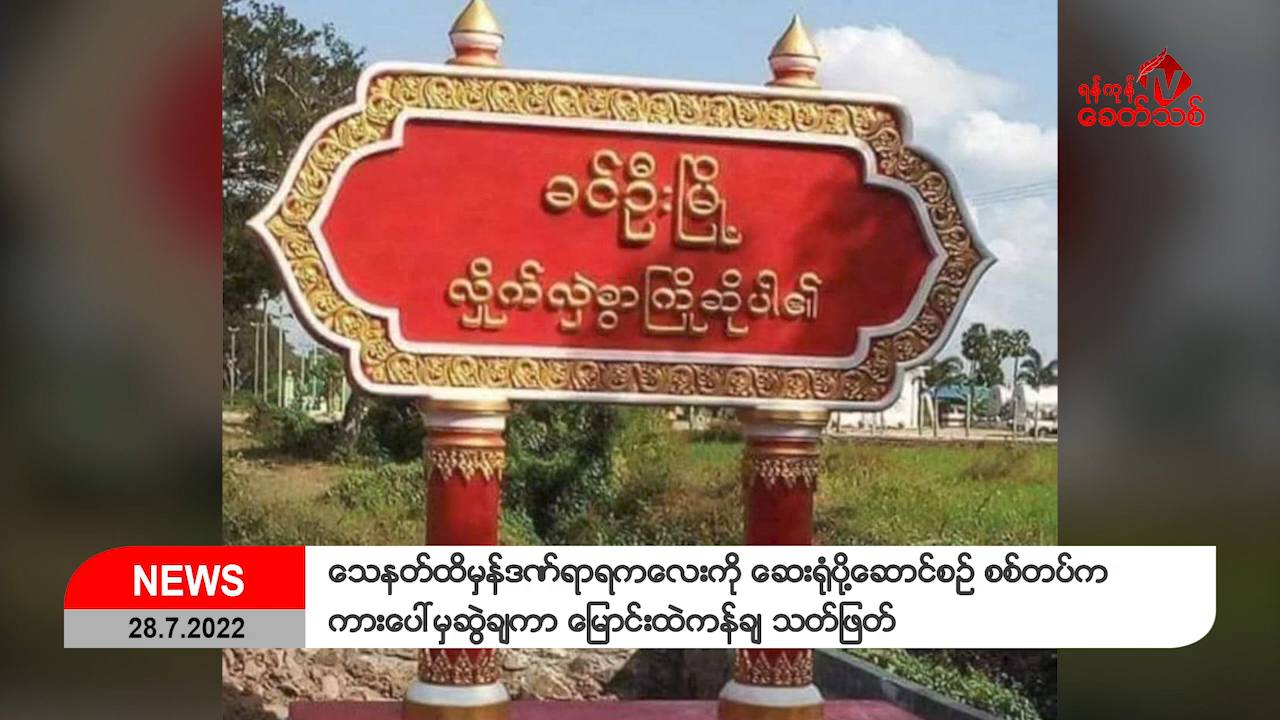 ရန်ကုန်
ခေတ်သစ်
ခင်ဦးမြို့
လှိုက်လှဲစွာကြိုဆိုပါ၏
NEWS
28.7.2022
သေနတ်ထိမှန်ဒဏ်ရာရကလေးကို ဆေးရုံပို့ဆောင်စဉ် စစ်တပ်က
ကားပေါ်မှဆွဲချကာ မြောင်းထဲကန်ချ သတ်ဖြတ်